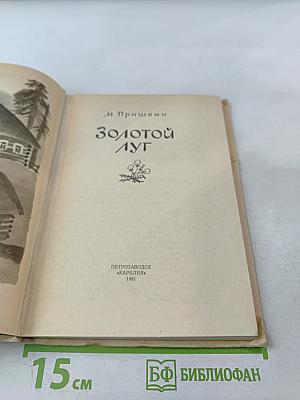 М. Пришвин
ЗОЛОТОЙ
ЛУГ
ПЕТРОЗАВОДСК
«КАРЕЛИЯ»
1981
15 см
БФ БИБЛИОФАН